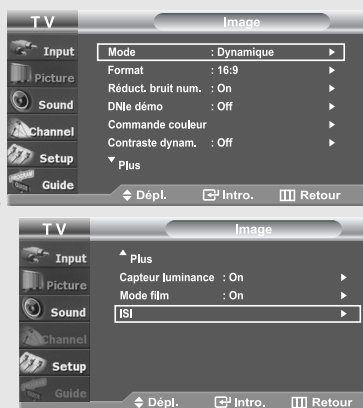 TV Image
Input
Picture
Sound
Channel
Setup
Guide
Mode : Dynamique ►
Format : 16:9 ►
Réduct. bruit num. : On ►
DNIe démo : Off ►
Commande couleur ►
Contraste dynam. : Off ►
▼ Plus
Dépl. Intro. Retour
TV Image
Input
Picture
Sound
Channel
Setup
Guide
▲ Plus
Capteur luminance : On ►
Mode film : On ►
ISI ►
Dépl. Intro. Retour